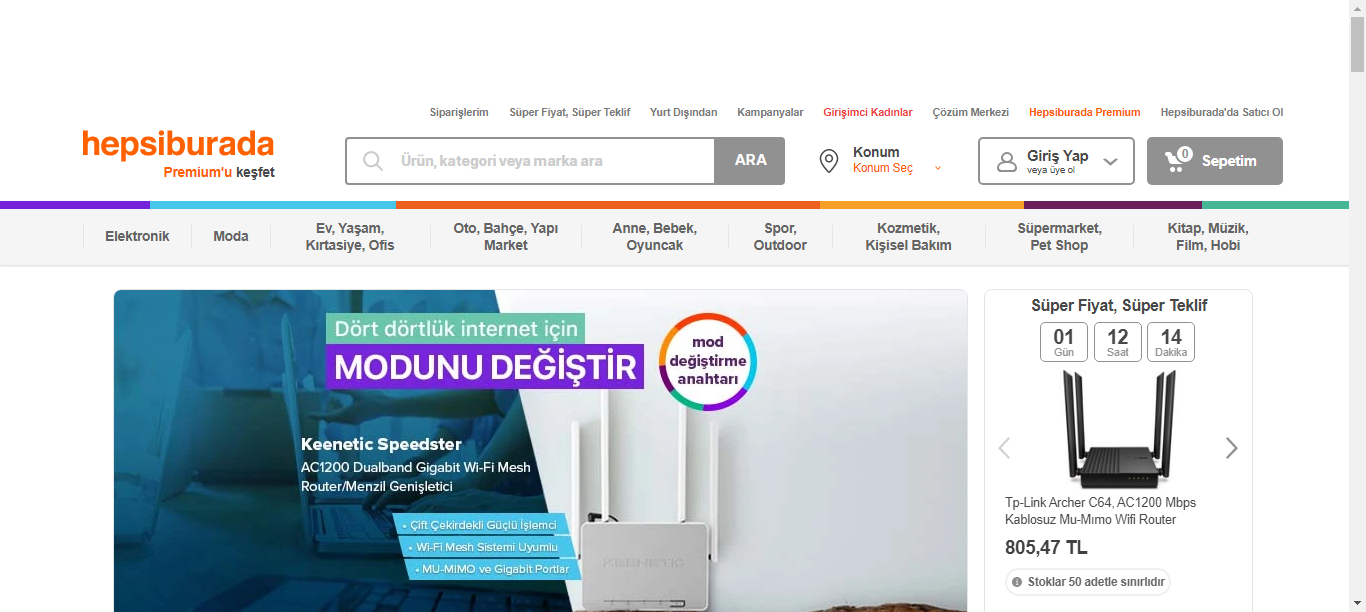 Siparişlerim Süper Fiyat, Süper Teklif Yurt Dışından Kampanyalar Girişimci Kadınlar Çözüm Merkezi Hepsiburada Premium Hepsiburada'da Satıcı Ol
hepsiburada
Premium'u keşfet
Ürün, kategori veya marka ara
ARA
Konum
Konum Seç
Giriş Yap
veya üye ol
0
Sepetim
Elektronik
Moda
Ev, Yaşam,
Kırtasiye, Ofis
Oto, Bahçe, Yapı
Market
Anne, Bebek,
Oyuncak
Spor,
Outdoor
Kozmetik,
Kişisel Bakım
Süpermarket,
Pet Shop
Kitap, Müzik,
Film, Hobi
Dört dörtlük internet için
MODUNU DEĞİŞTİR
mod
değiştirme
anahtarı
Keenetic Speedster
AC1200 Dualband Gigabit Wi-Fi Mesh
Router/Menzil Genişletici
• Çift Çekirdekli Güçlü İşlemci
• Wi-Fi Mesh Sistemi Uyumlu
• MU-MIMO ve Gigabit Portlar
KEENETIC
Süper Fiyat, Süper Teklif
01 12 14
Gün Saat Dakika
Tp-Link Archer C64, AC1200 Mbps
Kablosuz Mu-Mımo Wifi Router
805,47 TL
Stoklar 50 adetle sınırlıdır